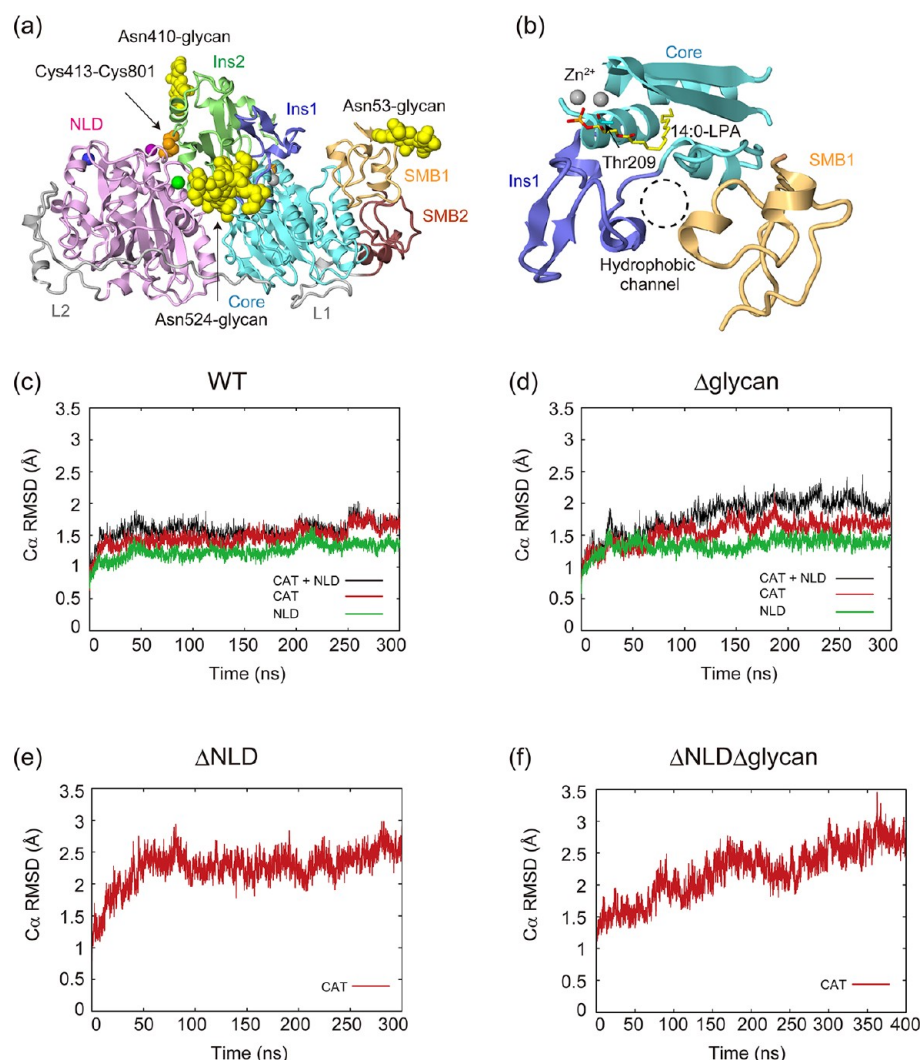 (a)
Asn410-glycan
Cys413-Cys801
Ins2
Ins1
Asn53-glycan
NLD
SMB1
SMB2
L2
Core
L1
Asn524-glycan
(b)
Core
Zn²⁺
14:0-LPA
Thr209
SMB1
Ins1
Hydrophobic
channel
(c)
WT
3.5
3
2.5
2
1.5
1
0.5
0
Cα RMSD (Å)
CAT + NLD
CAT
NLD
0 50 100 150 200 250 300
Time (ns)
(d)
Δglycan
3.5
3
2.5
2
1.5
1
0.5
0
Cα RMSD (Å)
CAT + NLD
CAT
NLD
0 50 100 150 200 250 300
Time (ns)
(e)
ΔNLD
3.5
3
2.5
2
1.5
1
0.5
0
Cα RMSD (Å)
CAT
0 50 100 150 200 250 300
Time (ns)
(f)
ΔNLDΔglycan
3.5
3
2.5
2
1.5
1
0.5
0
Cα RMSD (Å)
CAT
0 50 100 150 200 250 300 350 400
Time (ns)